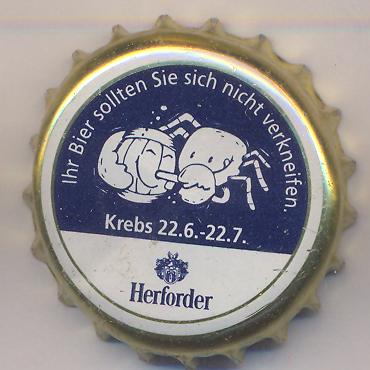 Ihr Bier sollten Sie sich nicht verkneifen.
Krebs 22.6.-22.7.
Herforder